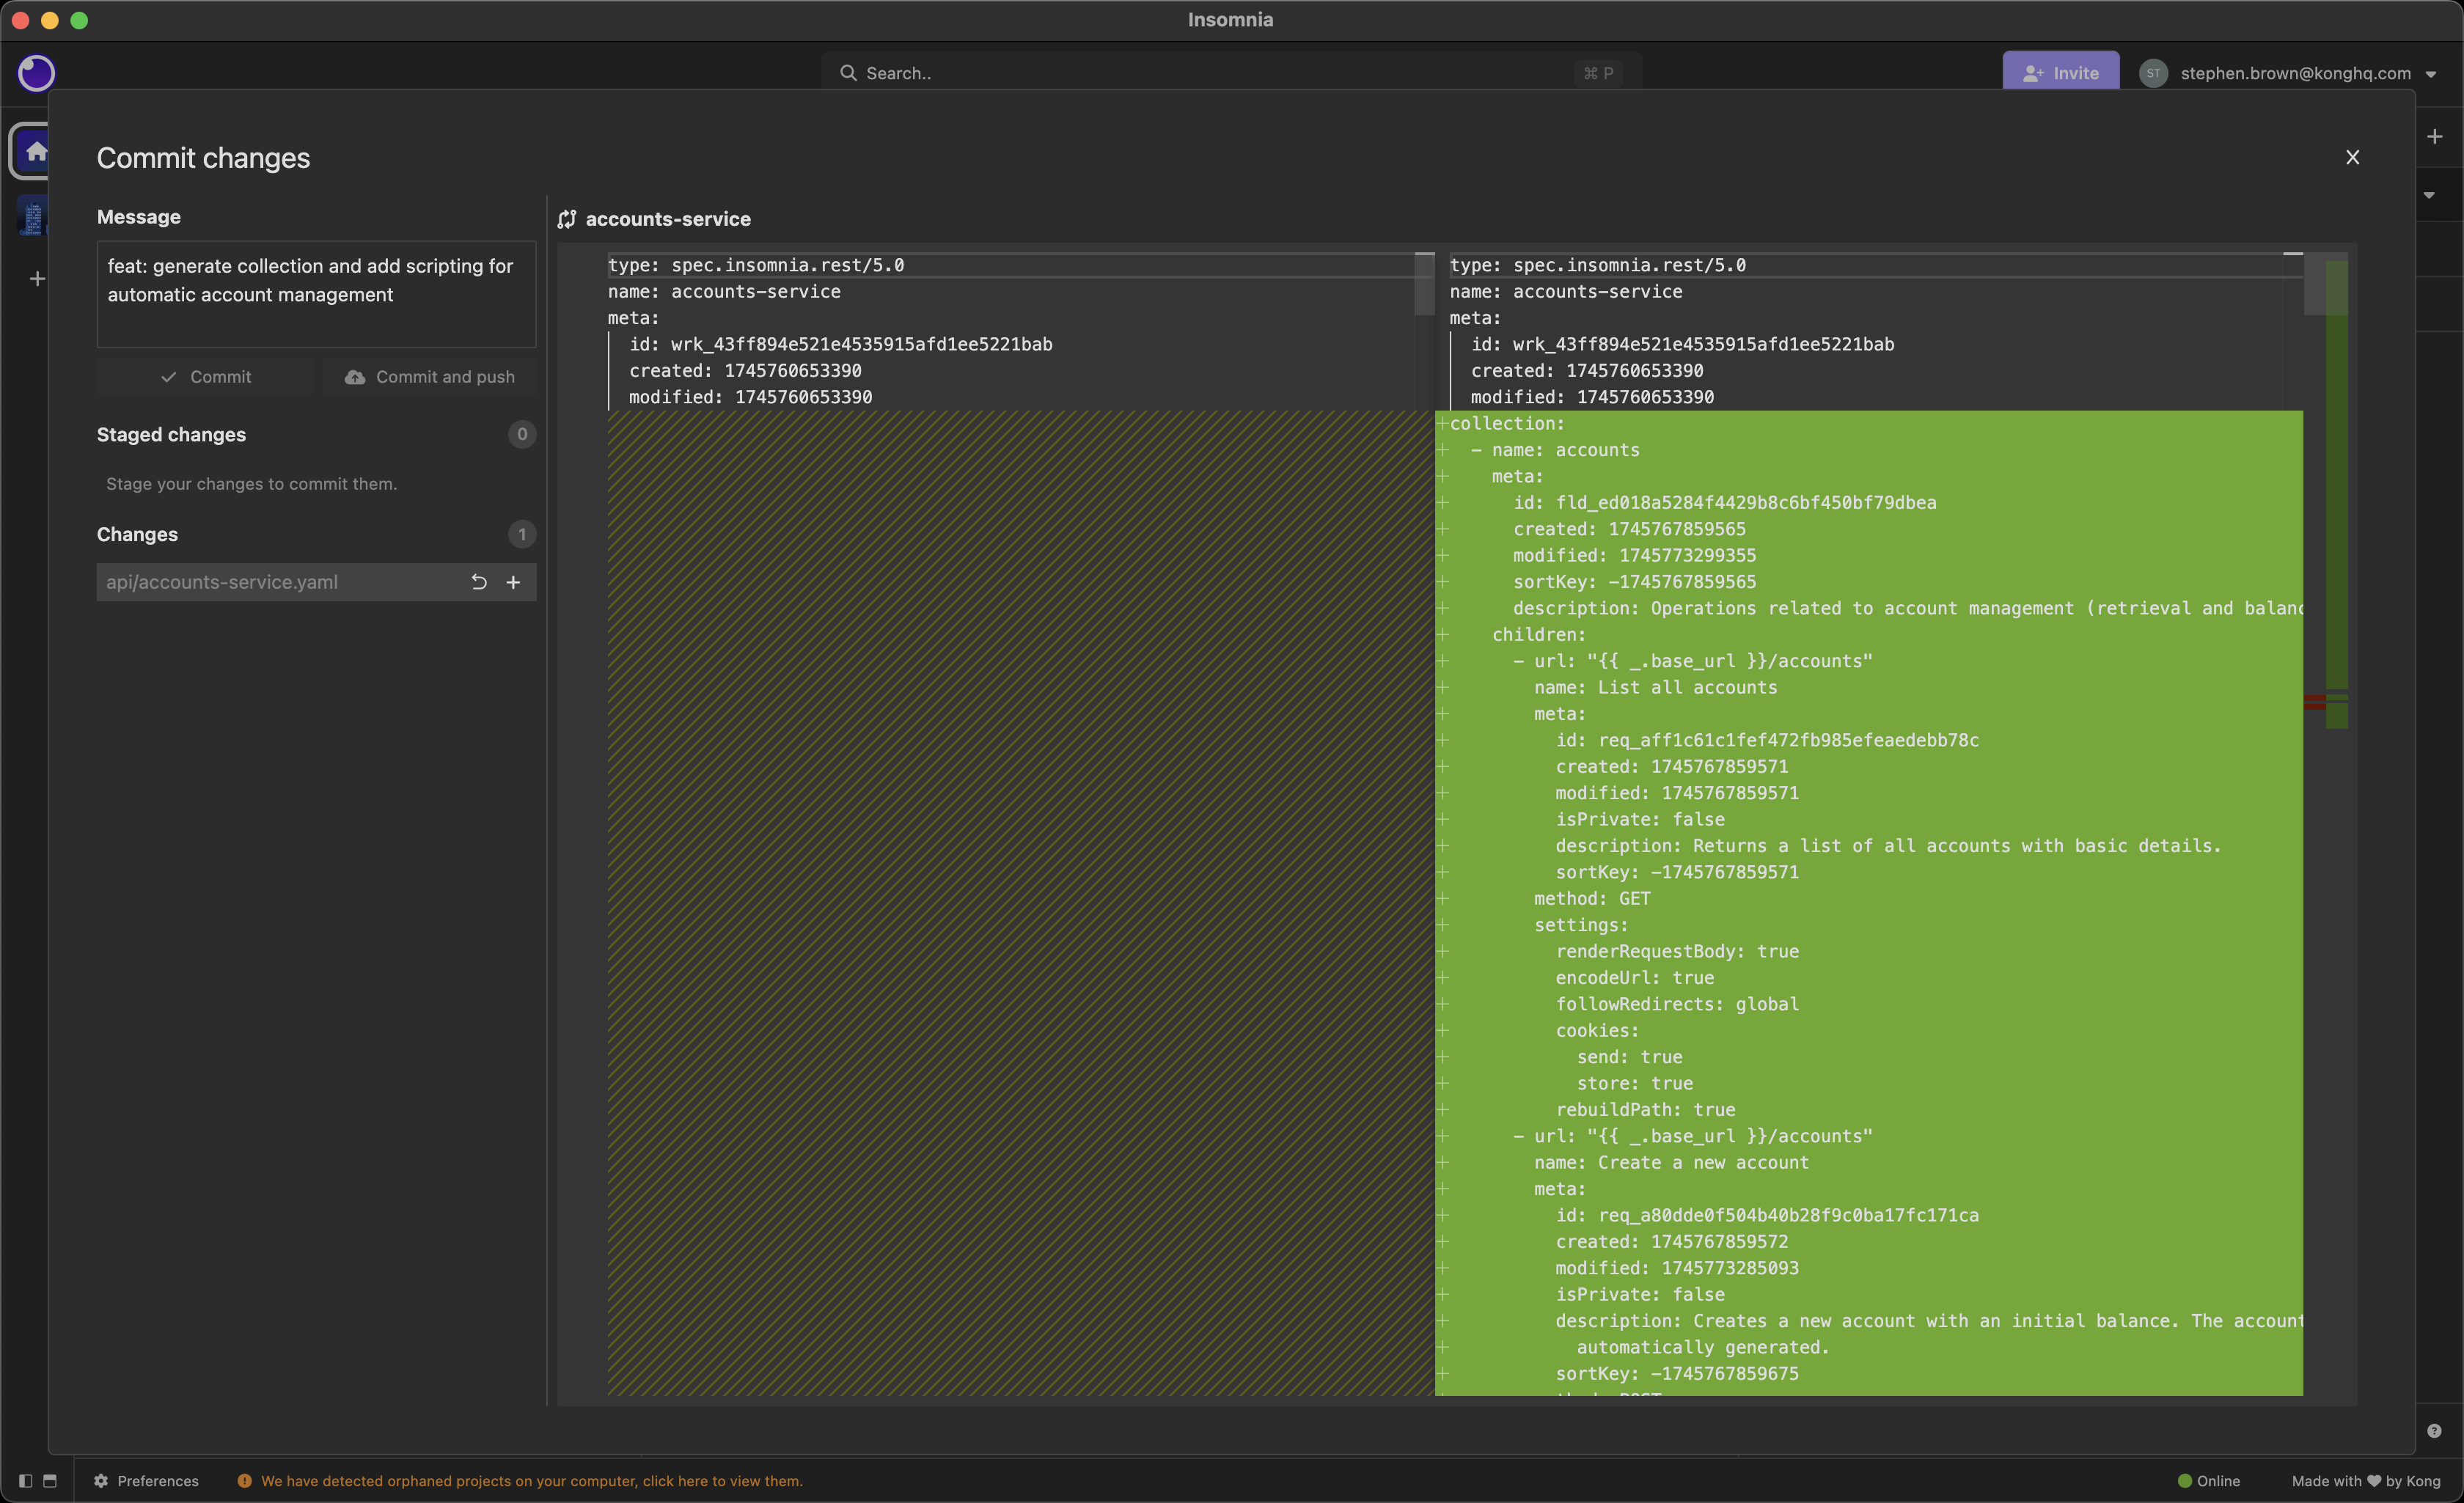 Insomnia
Search..
⌘ P
Invite
ST
stephen.brown@konghq.com
Commit changes
X
Message
feat: generate collection and add scripting for
automatic account management
Commit
Commit and push
Staged changes
0
Stage your changes to commit them.
Changes
1
api/accounts-service.yaml
accounts-service
type: spec.insomnia.rest/5.0
name: accounts-service
meta:
id: wrk_43ff894e521e4535915afd1ee5221bab
created: 1745760653390
modified: 1745760653390
type: spec.insomnia.rest/5.0
name: accounts-service
meta:
id: wrk_43ff894e521e4535915afd1ee5221bab
created: 1745760653390
modified: 1745760653390
+collection:
+ - name: accounts
+ meta:
+ id: fld_ed018a5284f4429b8c6bf450bf79dbea
+ created: 1745767859565
+ modified: 1745773299355
+ sortKey: -1745767859565
+ description: Operations related to account management (retrieval and balanc
+ children:
+ - url: "{{ _.base_url }}/accounts"
+ name: List all accounts
+ meta:
+ id: req_aff1c61c1fef472fb985efeaedebb78c
+ created: 1745767859571
+ modified: 1745767859571
+ isPrivate: false
+ description: Returns a list of all accounts with basic details.
+ sortKey: -1745767859571
+ method: GET
+ settings:
+ renderRequestBody: true
+ encodeUrl: true
+ followRedirects: global
+ cookies:
+ send: true
+ store: true
+ rebuildPath: true
+ - url: "{{ _.base_url }}/accounts"
+ name: Create a new account
+ meta:
+ id: req_a80dde0f504b40b28f9c0ba17fc171ca
+ created: 1745767859572
+ modified: 1745773285093
+ isPrivate: false
+ description: Creates a new account with an initial balance. The account
+ automatically generated.
+ sortKey: -1745767859675
Preferences
We have detected orphaned projects on your computer, click here to view them.
Online
Made with ♥ by Kong